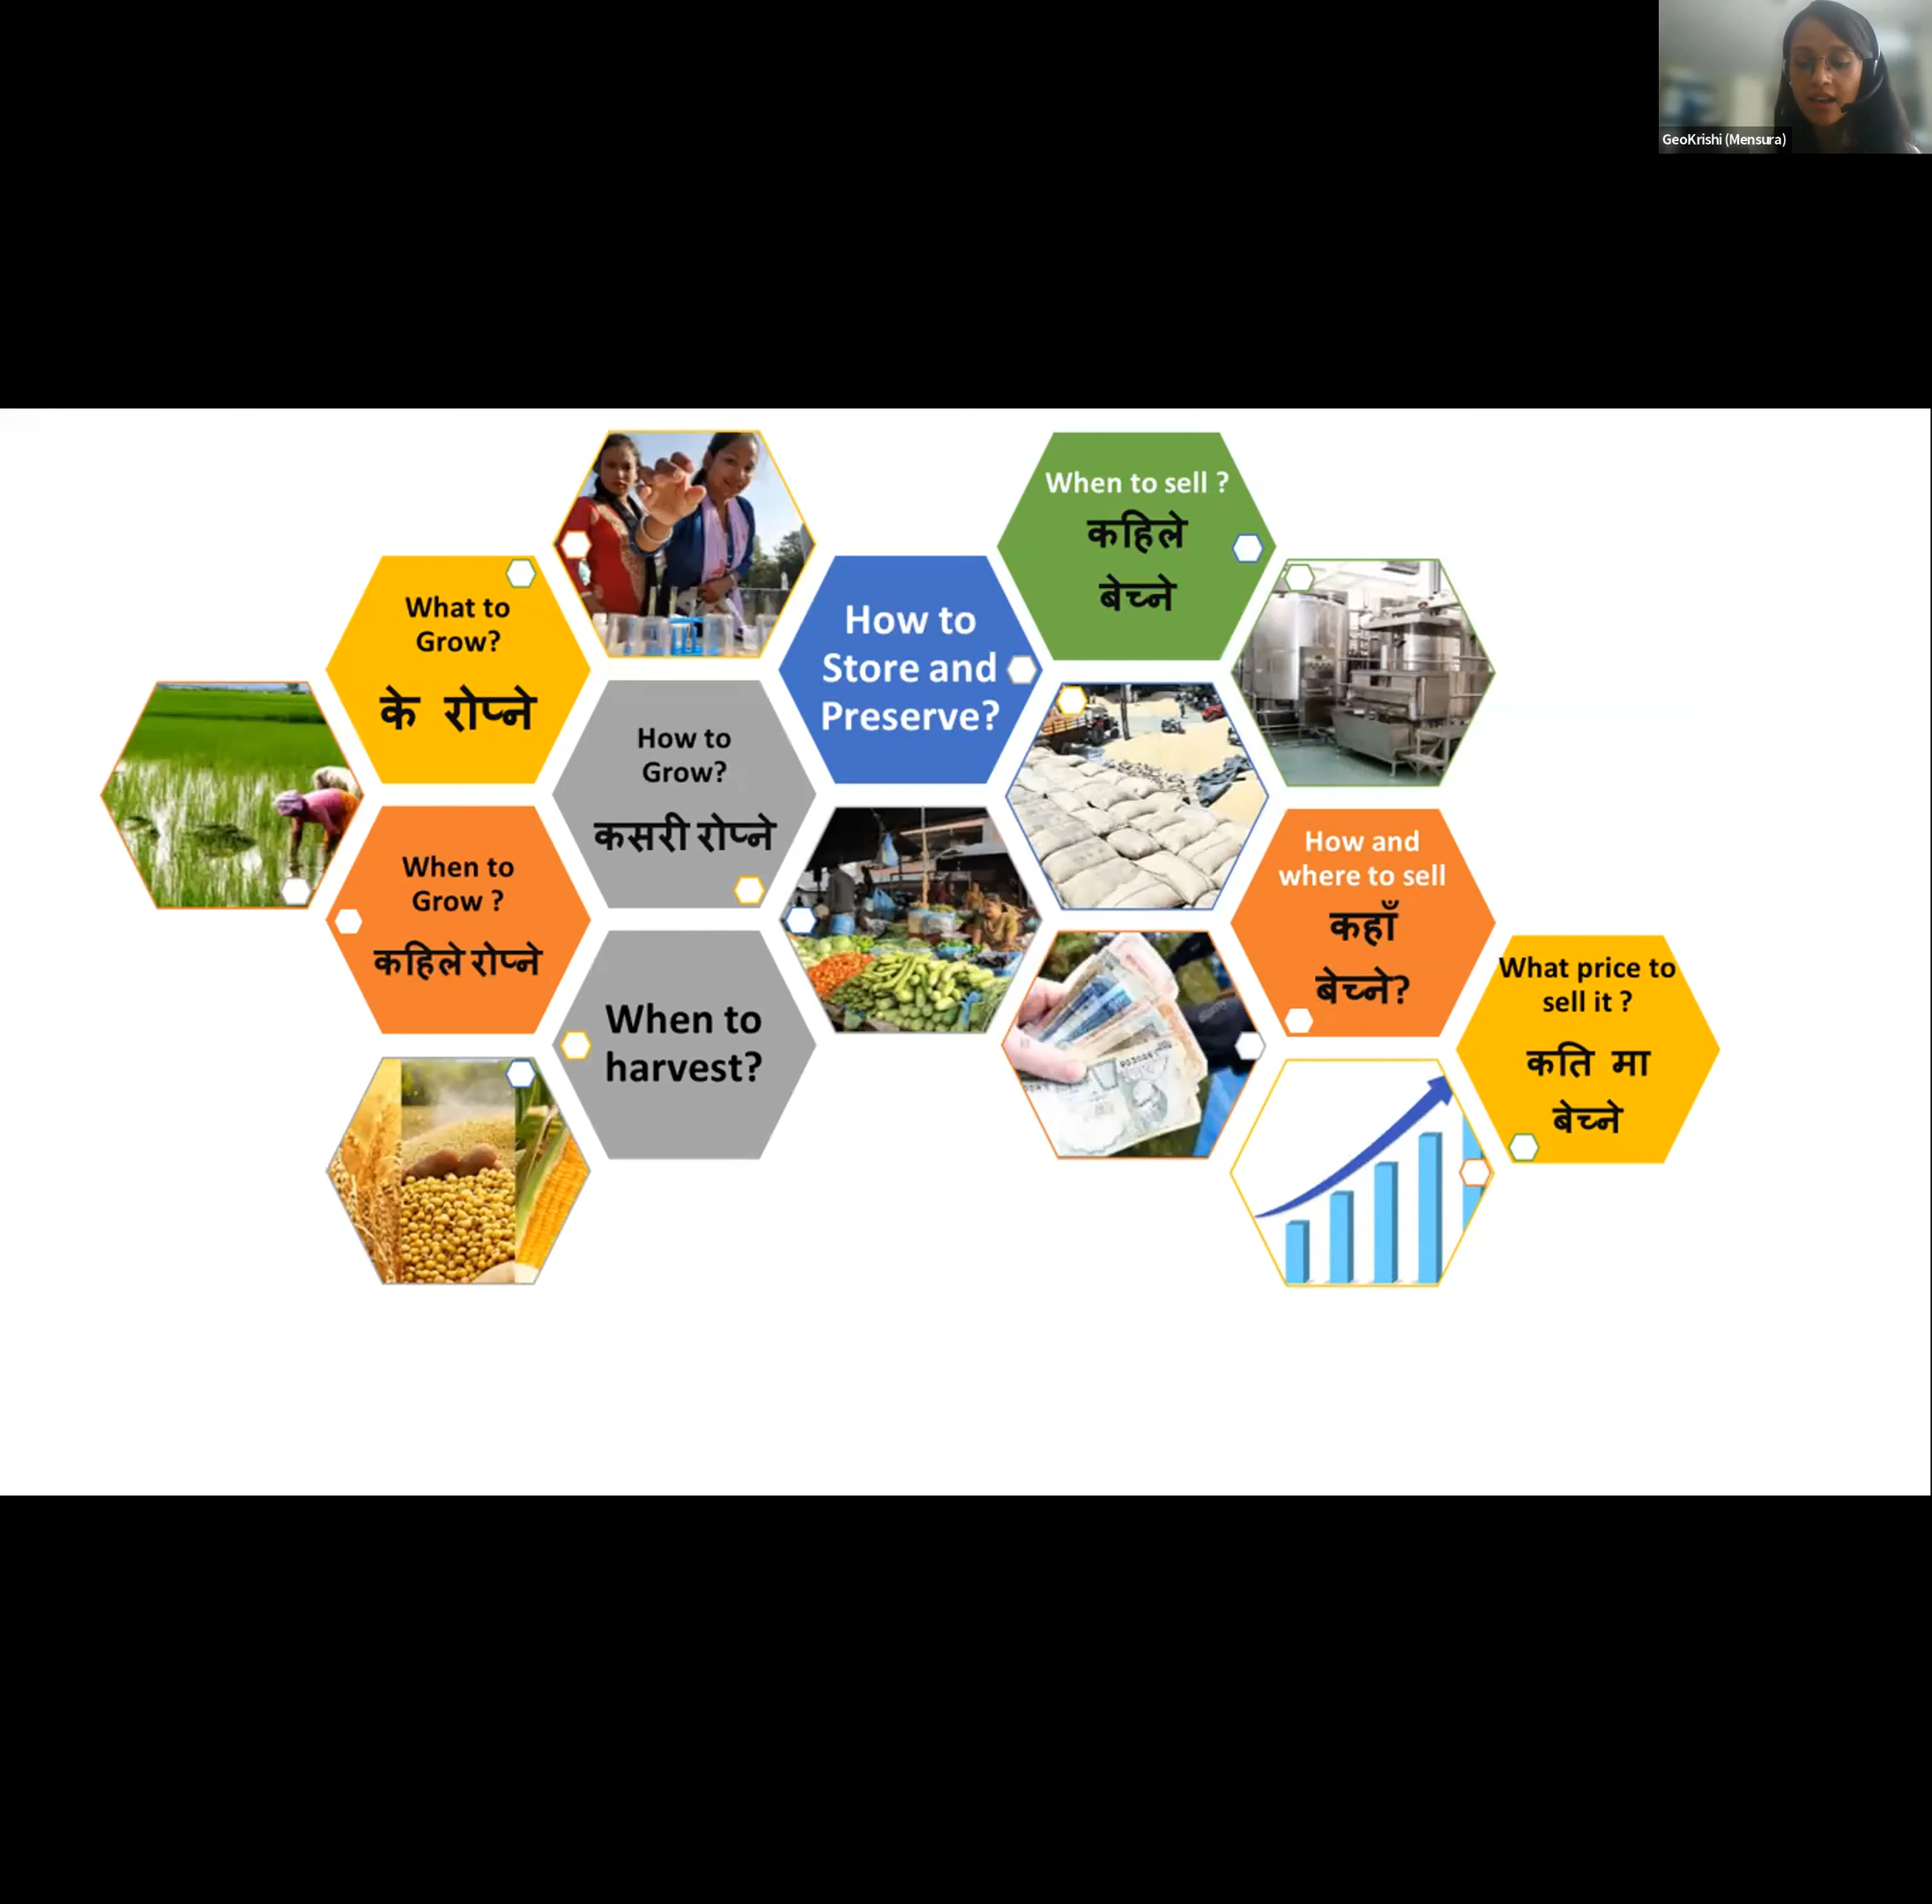 GeoKrishi (Mensura)
What to
Grow?
के रोप्ने
When to
Grow ?
कहिले रोप्ने
How to
Grow?
कसरी रोप्ने
When to
harvest?
How to
Store and
Preserve?
When to sell ?
कहिले
बेच्ने
How and
where to sell
कहाँ
बेच्ने?
What price to
sell it ?
कति मा
बेच्ने